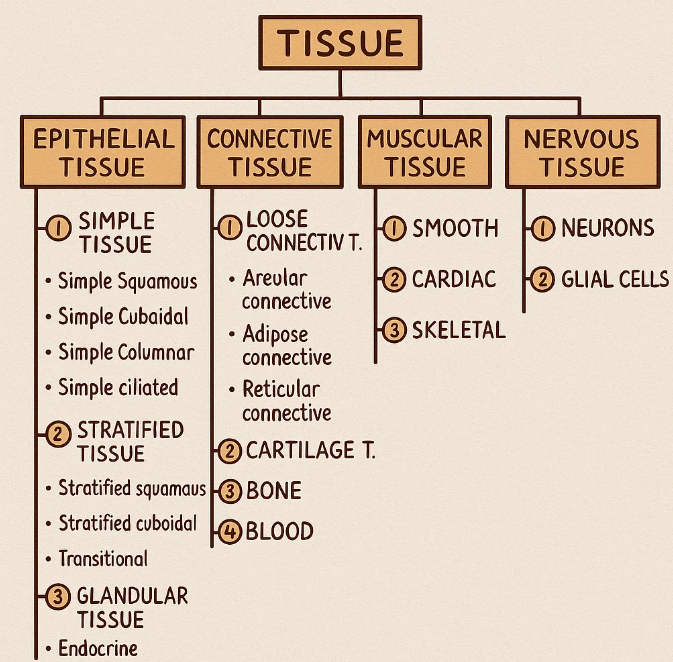 TISSUE
EPITHELIAL
TISSUE
1 SIMPLE
TISSUE
• Simple Squamous
• Simple Cubaidal
• Simple Columnar
• Simple ciliated
2 STRATIFIED
TISSUE
• Stratified squamaus
• Stratified cuboidal
• Transitional
3 GLANDULAR
TISSUE
• Endocrine
CONNECTIVE
TISSUE
1 LOOSE
CONNECTIV T.
• Areular
connective
• Adipose
connective
• Reticular
connective
2 CARTILAGE T.
3 BONE
4 BLOOD
MUSCULAR
TISSUE
1 SMOOTH
2 CARDIAC
3 SKELETAL
NERVOUS
TISSUE
1 NEURONS
2 GLIAL CELLS